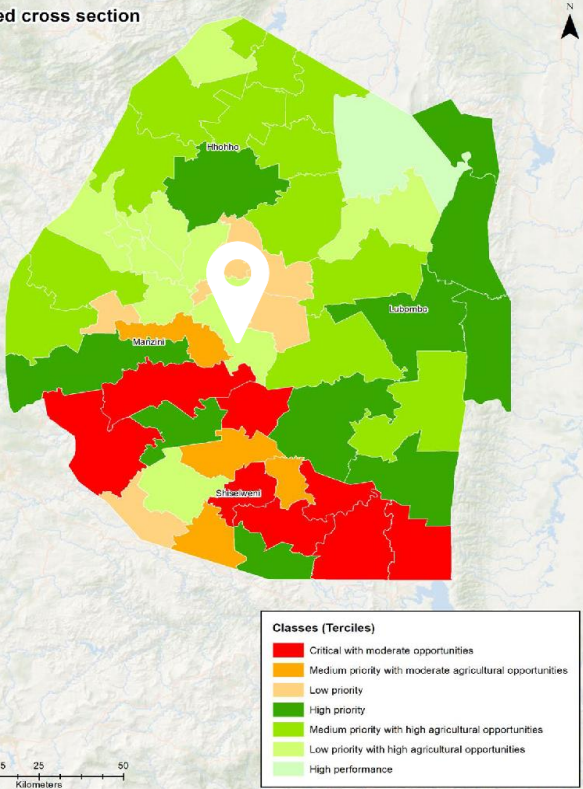 ed cross section
N
Hhohho
Lubombo
Manzini
Shiselweni
Classes (Terciles)
Critical with moderate opportunities
Medium priority with moderate agricultural opportunities
Low priority
High priority
Medium priority with high agricultural opportunities
Low priority with high agricultural opportunities
High performance
5 25 50
Kilometers